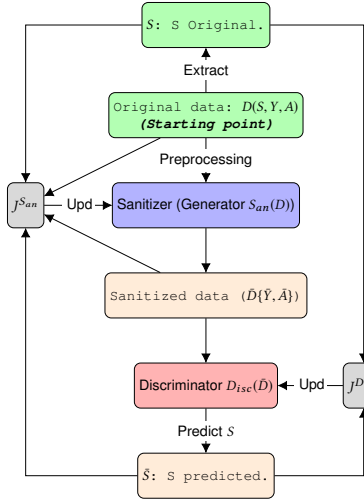 S: S Original.
Extract
Original data: D(S, Y, A)
(Starting point)
Preprocessing
J^{S_{an}}
Upd
Sanitizer (Generator S_{an}(D))
Sanitized data (D̄{Ȳ, Ā})
Discriminator D_{isc}(D̄)
Upd
J^D
Predict S
S̄: S predicted.